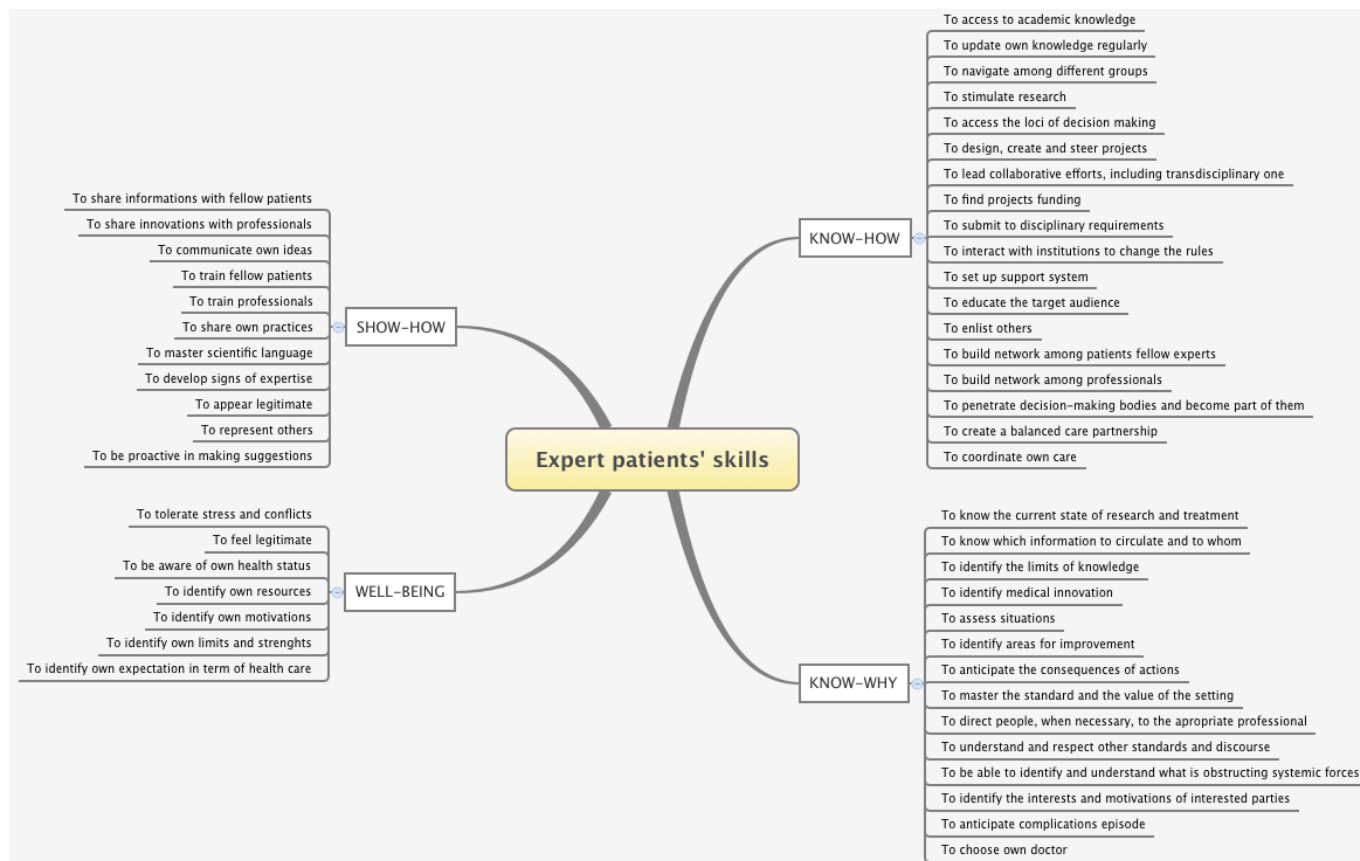 Expert patients' skills
KNOW-HOW
To access to academic knowledge
To update own knowledge regularly
To navigate among different groups
To stimulate research
To access the loci of decision making
To design, create and steer projects
To lead collaborative efforts, including transdisciplinary one
To find projects funding
To submit to disciplinary requirements
To interact with institutions to change the rules
To set up support system
To educate the target audience
To enlist others
To build network among patients fellow experts
To build network among professionals
To penetrate decision-making bodies and become part of them
To create a balanced care partnership
To coordinate own care
KNOW-WHY
To know the current state of research and treatment
To know which information to circulate and to whom
To identify the limits of knowledge
To identify medical innovation
To assess situations
To identify areas for improvement
To anticipate the consequences of actions
To master the standard and the value of the setting
To direct people, when necessary, to the apropriate professional
To understand and respect other standards and discourse
To be able to identify and understand what is obstructing systemic forces
To identify the interests and motivations of interested parties
To anticipate complications episode
To choose own doctor
SHOW-HOW
To share informations with fellow patients
To share innovations with professionals
To communicate own ideas
To train fellow patients
To train professionals
To share own practices
To master scientific language
To develop signs of expertise
To appear legitimate
To represent others
To be proactive in making suggestions
WELL-BEING
To tolerate stress and conflicts
To feel legitimate
To be aware of own health status
To identify own resources
To identify own motivations
To identify own limits and strenghts
To identify own expectation in term of health care